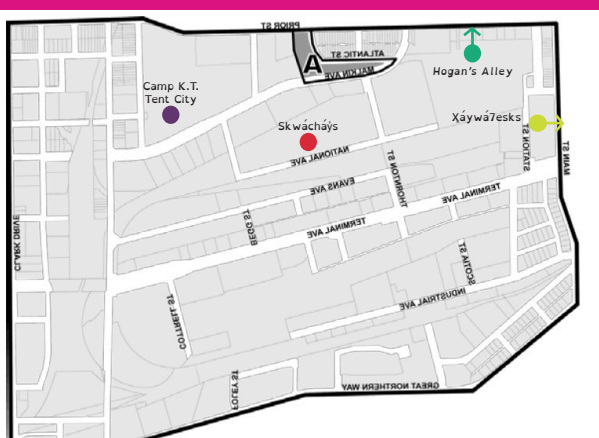 PRIOR ST
ATLANTIC ST
A
MALKIN AVE
Hogan's Alley
Camp K.T.
Tent City
Skwácháy̓s
X̱áywá7esks
NATIONAL AVE
STATION ST
MAIN ST
THORNTON ST
EVANS AVE
TERMINAL AVE
TERMINAL AVE
BEGG ST
CLARK DRIVE
SCOTIA ST
INDUSTRIAL AVE
COTTRELL ST
FOLEY ST
GREAT NORTHERN WAY